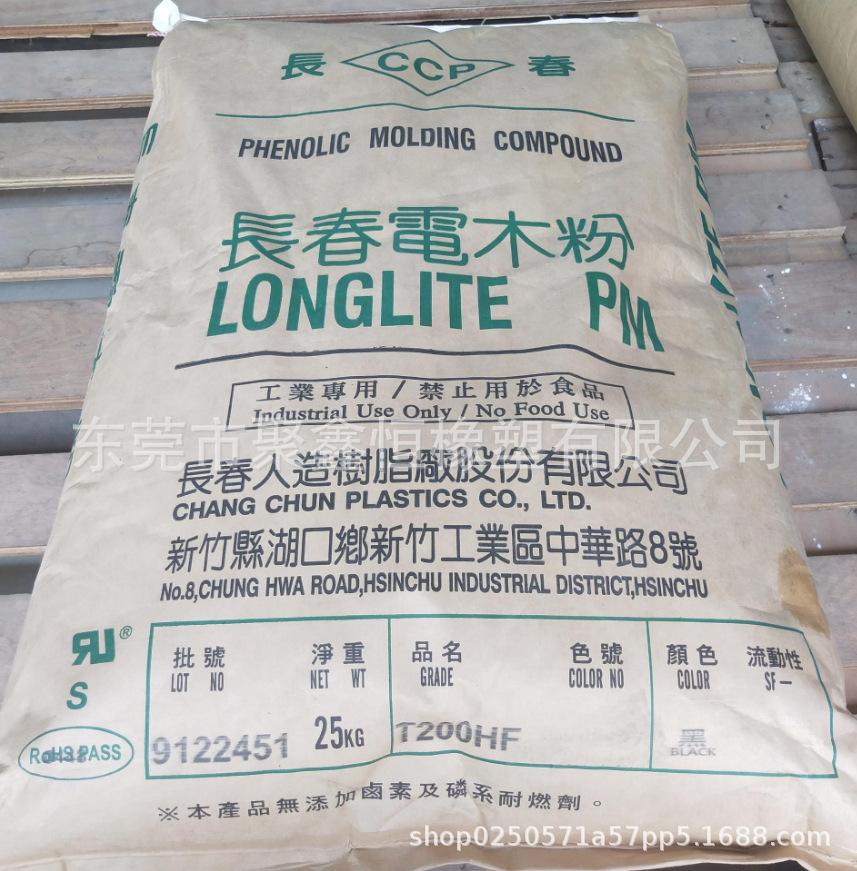 長 CCP 春
PHENOLIC MOLDING COMPOUND
長春電木粉
LONGLITE PM
工業專用 / 禁止用於食品
Industrial Use Only / No Food Use
东莞市聚鑫恒橡塑有限公司
長春人造樹脂廠股份有限公司
CHANG CHUN PLASTICS CO., LTD.
新竹縣湖口鄉新竹工業區中華路8號
No.8,CHUNG HWA ROAD,HSINCHU INDUSTRIAL DISTRICT,HSINCHU
RU®
S
RoHS PASS
批號 淨重 品名 色號 顏色 流動性
LOT NO NET WT GRADE COLOR NO COLOR SF—
9122451 25KG T200HF 黑
BLACK
※本產品無添加鹵素及磷系耐燃劑。
shop0250571a57pp5.1688.com